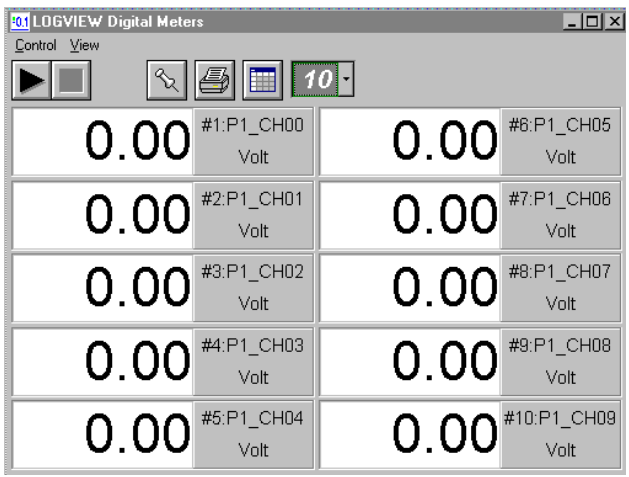 0.1 LOGVIEW Digital Meters
Control View
10
0.00 #1:P1_CH00 Volt
0.00 #6:P1_CH05 Volt
0.00 #2:P1_CH01 Volt
0.00 #7:P1_CH06 Volt
0.00 #3:P1_CH02 Volt
0.00 #8:P1_CH07 Volt
0.00 #4:P1_CH03 Volt
0.00 #9:P1_CH08 Volt
0.00 #5:P1_CH04 Volt
0.00 #10:P1_CH09 Volt